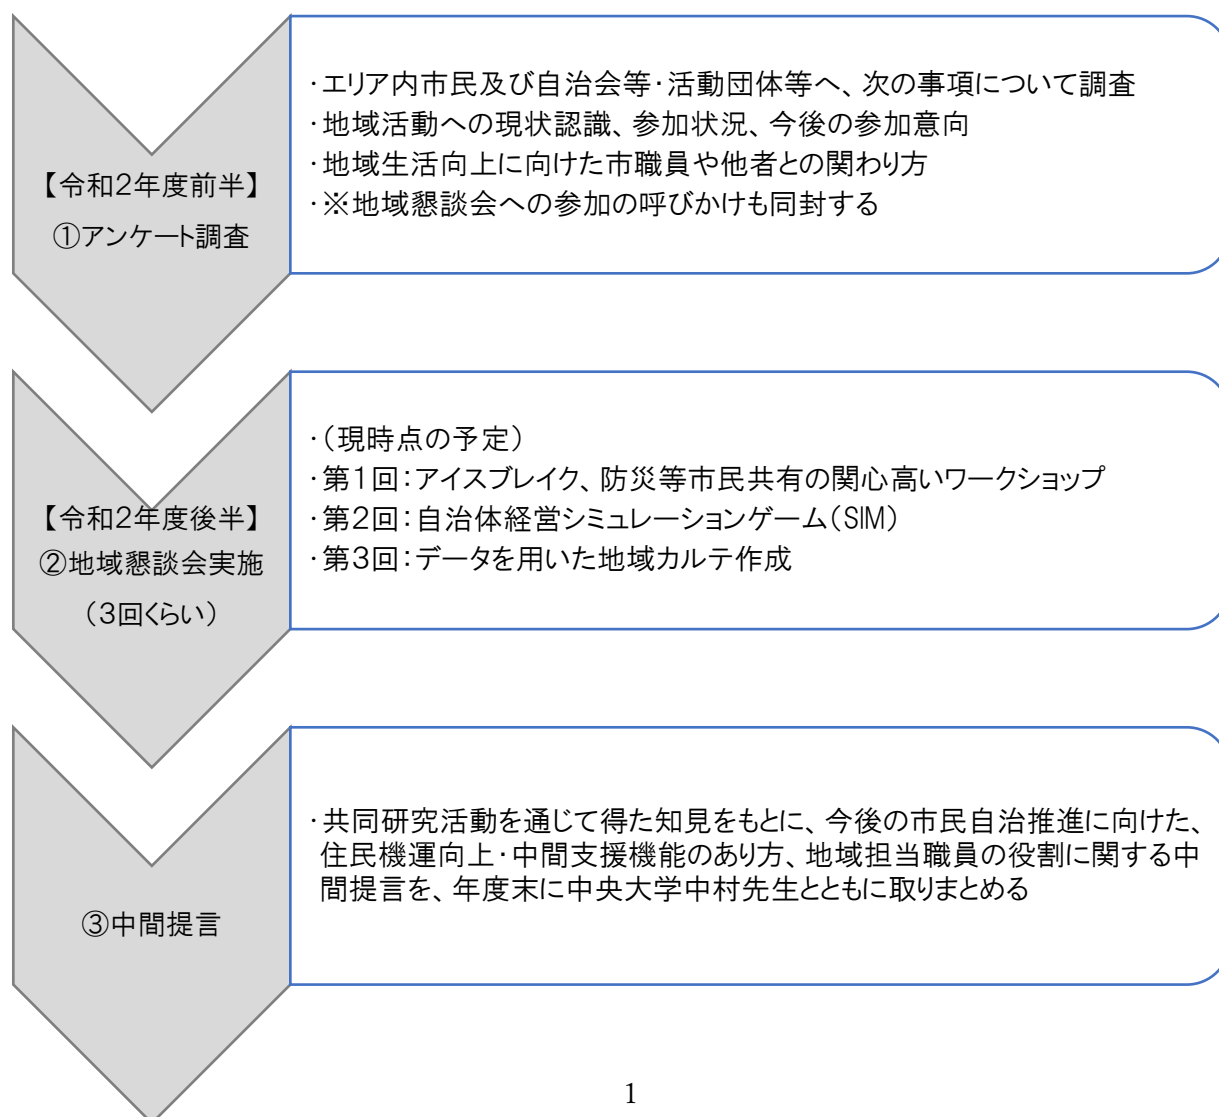 【令和2年度前半】
①アンケート調査
・エリア内市民及び自治会等・活動団体等へ、次の事項について調査
・地域活動への現状認識、参加状況、今後の参加意向
・地域生活向上に向けた市職員や他者との関わり方
・※地域懇談会への参加の呼びかけも同封する
【令和2年度後半】
②地域懇談会実施
（3回くらい）
・（現時点の予定）
・第1回：アイスブレイク、防災等市民共有の関心高いワークショップ
・第2回：自治体経営シミュレーションゲーム（SIM）
・第3回：データを用いた地域カルテ作成
③中間提言
・共同研究活動を通じて得た知見をもとに、今後の市民自治推進に向けた、
住民機運向上・中間支援機能のあり方、地域担当職員の役割に関する中
間提言を、年度末に中央大学中村先生とともに取りまとめる
1